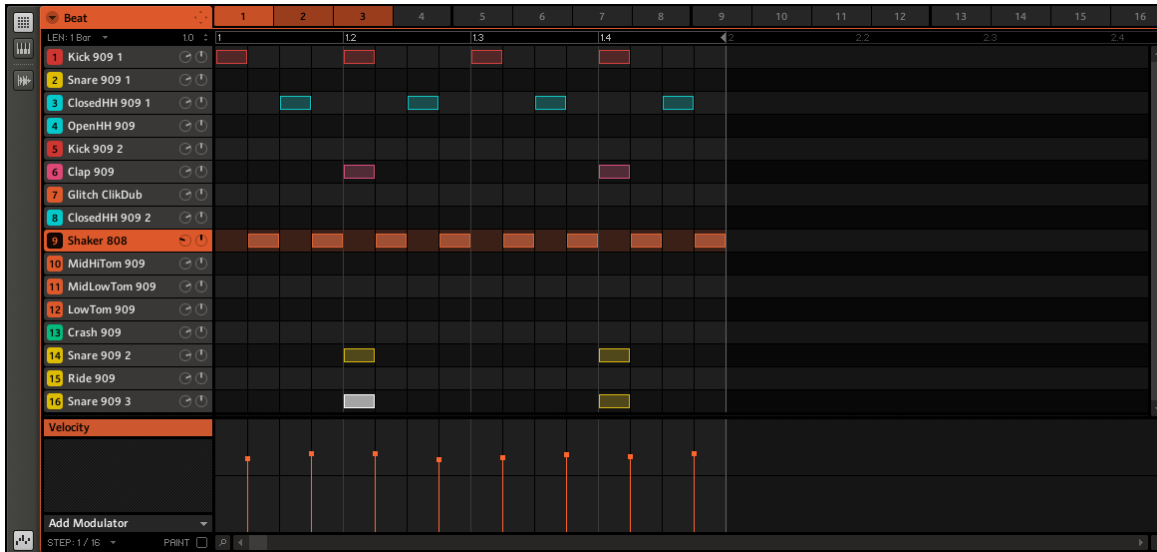 Beat 1 2 3 4 5 6 7 8 9 10 11 12 13 14 15 16
LEN: 1 Bar 1.0 1 1.2 1.3 1.4 2 2.2 2.3 2.4
1 Kick 909 1
2 Snare 909 1
3 ClosedHH 909 1
4 OpenHH 909
5 Kick 909 2
6 Clap 909
7 Glitch ClikDub
8 ClosedHH 909 2
9 Shaker 808
10 MidHiTom 909
11 MidLowTom 909
12 LowTom 909
13 Crash 909
14 Snare 909 2
15 Ride 909
16 Snare 909 3
Velocity
Add Modulator
STEP: 1 / 16 PAINT